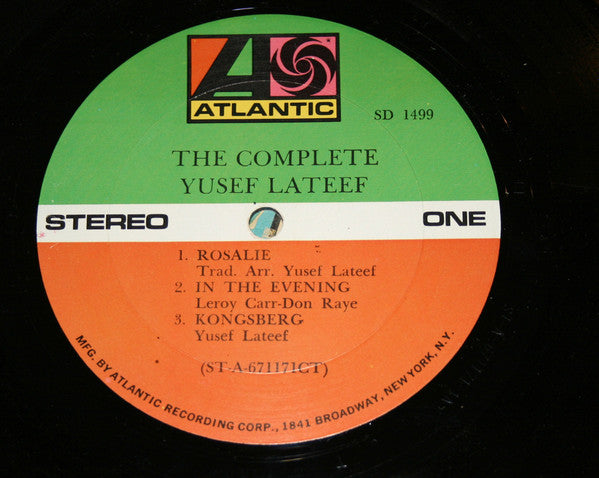 ATLANTIC
SD 1499
THE COMPLETE
YUSEF LATEEF
STEREO
ONE
1. ROSALIE
Trad. Arr. Yusef Lateef
2. IN THE EVENING
Leroy Carr-Don Raye
3. KONGSBERG
Yusef Lateef
(ST-A-671171CT)
MFG. BY ATLANTIC RECORDING CORP., 1841 BROADWAY, NEW YORK, N.Y.